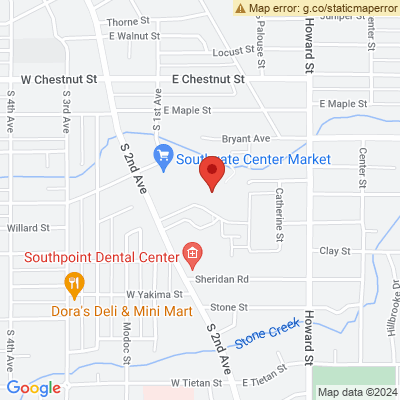 Map error: g.co/staticmaperror
Thorne St
E Walnut St
Locust St
S Palouse St
Juniper St
Howard St
Center St
W Chestnut St
E Chestnut St
S 4th Ave
S 3rd Ave
S 1st Ave
E Maple St
E Maple St
Bryant Ave
S 2nd Ave
Southgate Center Market
Center St
Catherine St
Willard St
Southpoint Dental Center
Clay St
Sheridan Rd
W Yakima St
Dora's Deli & Mini Mart
Stone St
Hillbrooke Dr
Modoc St
S 4th Ave
S 2nd Ave
Stone Creek
Howard St
W Tietan St
E Tietan St
Google
Map data ©2024